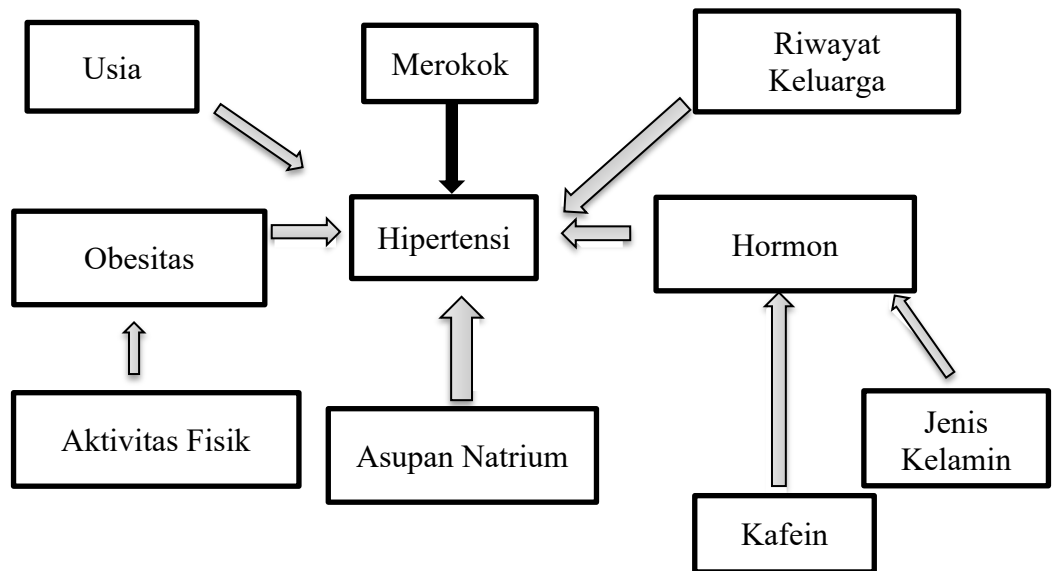 Usia
Merokok
Riwayat
Keluarga
Obesitas
Hipertensi
Hormon
Aktivitas Fisik
Asupan Natrium
Jenis
Kelamin
Kafein